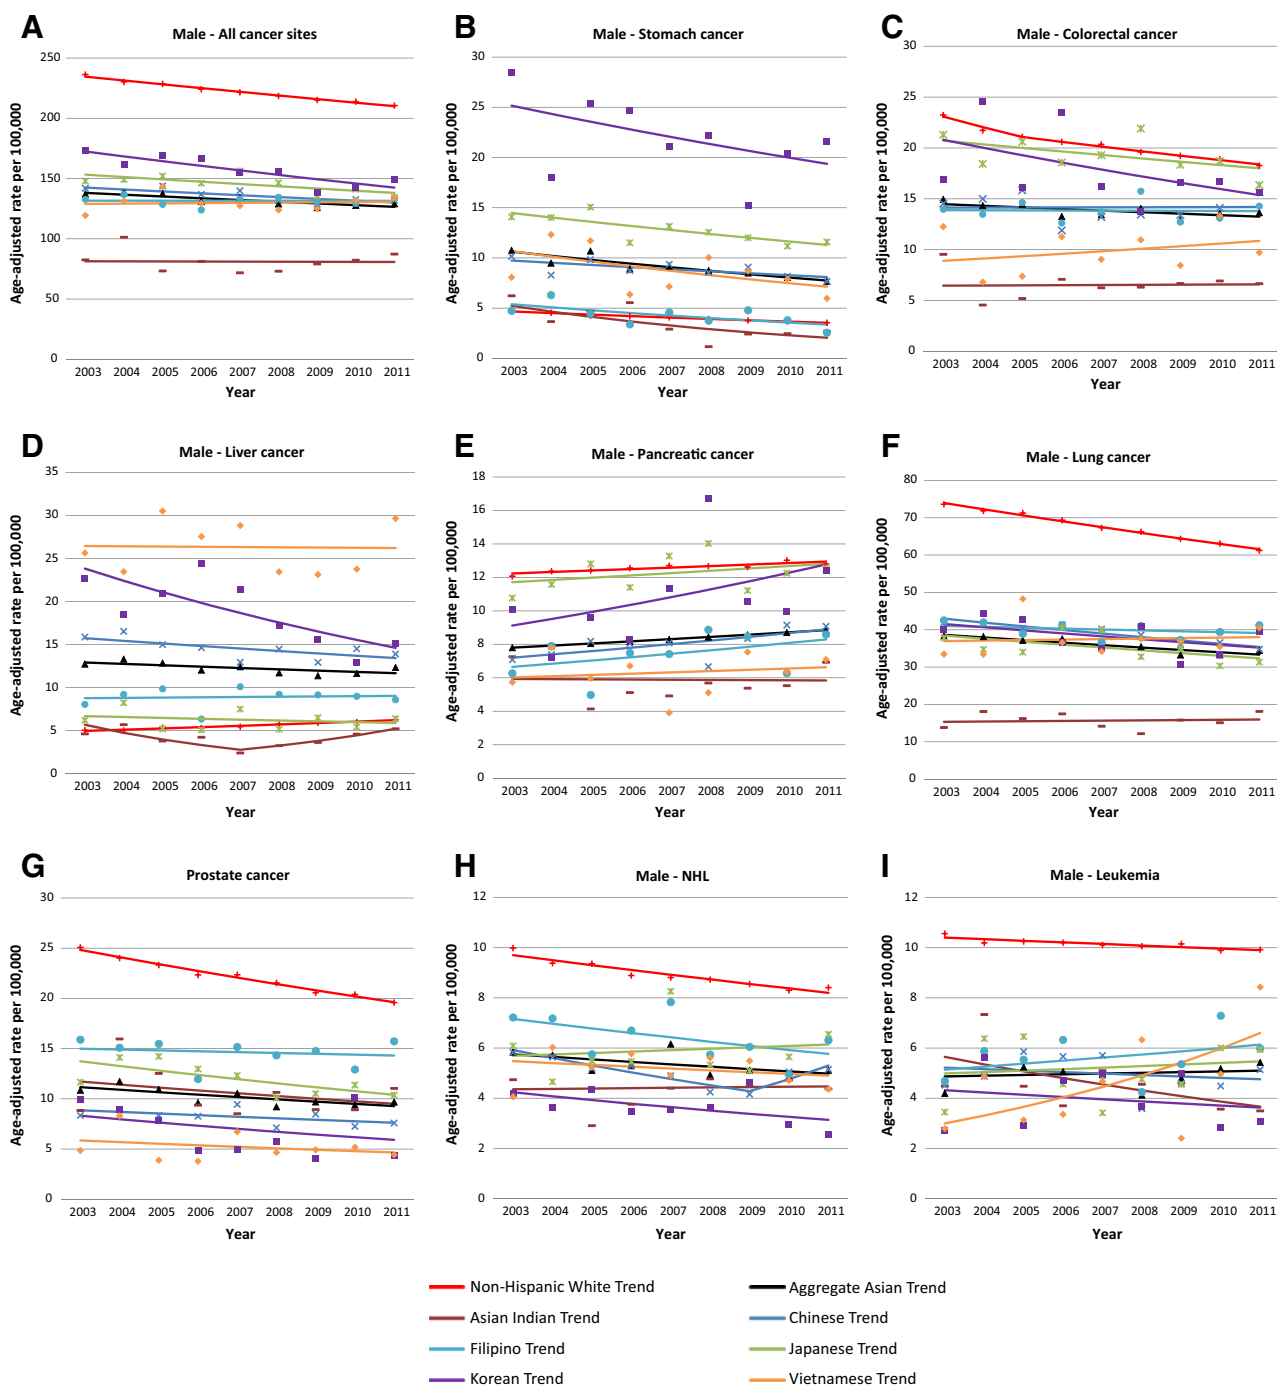 A
Male - All cancer sites
Age-adjusted rate per 100,000
250
200
150
100
50
0
2003 2004 2005 2006 2007 2008 2009 2010 2011
Year
B
Male - Stomach cancer
Age-adjusted rate per 100,000
30
25
20
15
10
5
0
2003 2004 2005 2006 2007 2008 2009 2010 2011
Year
C
Male - Colorectal cancer
Age-adjusted rate per 100,000
30
25
20
15
10
5
0
2003 2004 2005 2006 2007 2008 2009 2010 2011
Year
D
Male - Liver cancer
Age-adjusted rate per 100,000
35
30
25
20
15
10
5
0
2003 2004 2005 2006 2007 2008 2009 2010 2011
Year
E
Male - Pancreatic cancer
Age-adjusted rate per 100,000
18
16
14
12
10
8
6
4
2
0
2003 2004 2005 2006 2007 2008 2009 2010 2011
Year
F
Male - Lung cancer
Age-adjusted rate per 100,000
80
70
60
50
40
30
20
10
0
2003 2004 2005 2006 2007 2008 2009 2010 2011
Year
G
Prostate cancer
Age-adjusted rate per 100,000
30
25
20
15
10
5
0
2003 2004 2005 2006 2007 2008 2009 2010 2011
Year
H
Male - NHL
Age-adjusted rate per 100,000
12
10
8
6
4
2
0
2003 2004 2005 2006 2007 2008 2009 2010 2011
Year
I
Male - Leukemia
Age-adjusted rate per 100,000
12
10
8
6
4
2
0
2003 2004 2005 2006 2007 2008 2009 2010 2011
Year
Non-Hispanic White Trend
Aggregate Asian Trend
Asian Indian Trend
Chinese Trend
Filipino Trend
Japanese Trend
Korean Trend
Vietnamese Trend